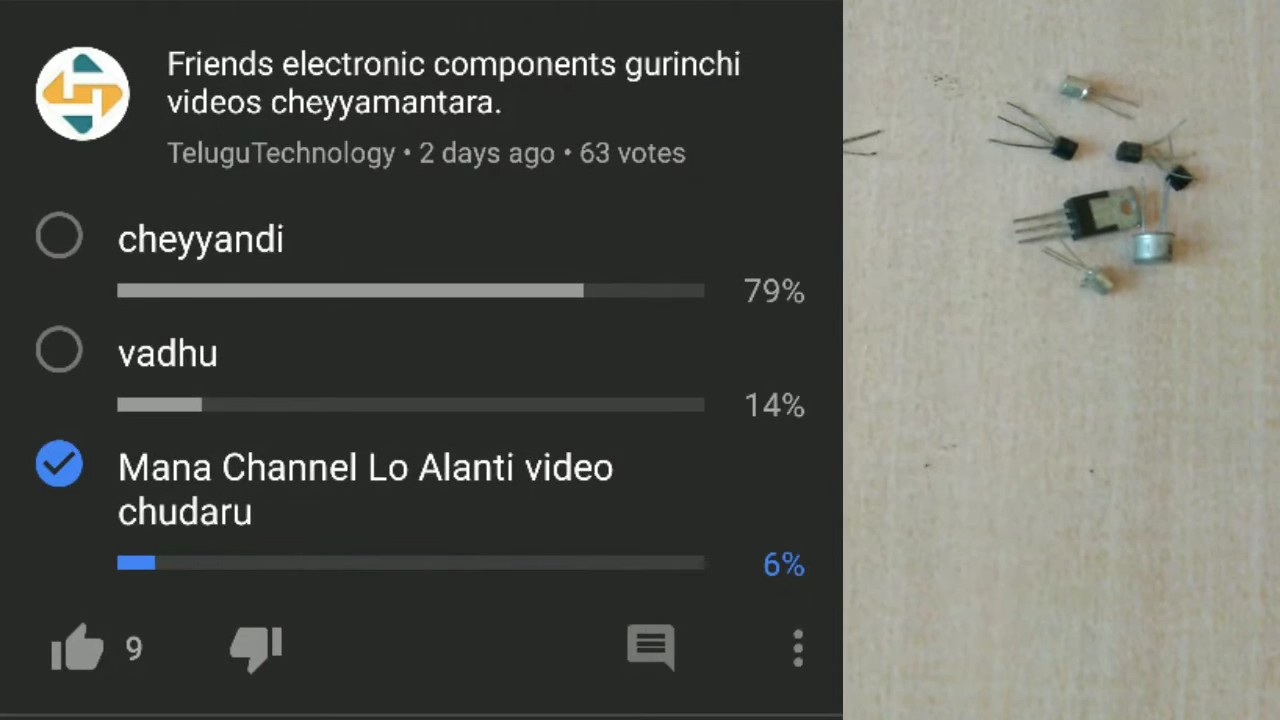 Friends electronic components gurinchi
videos cheyyamantara.
TeluguTechnology • 2 days ago • 63 votes
cheyyandi
79%
vadhu
14%
Mana Channel Lo Alanti video
chudaru
6%
9